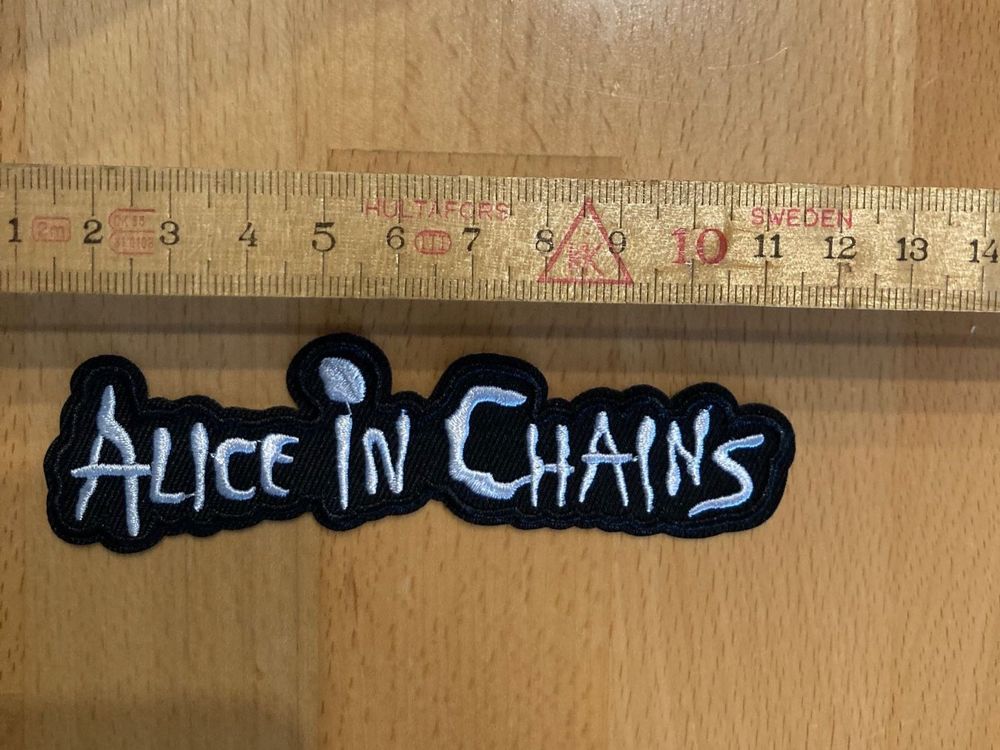 HULTAFORS SWEDEN
1 2m 2 3 4 5 6 III 7 8 9 10 11 12 13 14
ALICE IN CHAINS